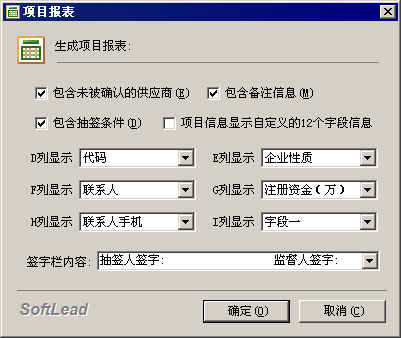 项目报表
生成项目报表:
包含未被确认的供应商(E) 包含备注信息(M)
包含抽签条件(D) 项目信息显示自定义的12个字段信息
D列显示 代码 E列显示 企业性质
F列显示 联系人 G列显示 注册资金(万)
H列显示 联系人手机 I列显示 字段一
签字栏内容: 抽签人签字: 监督人签字:
SoftLead 确定(O) 取消(C)